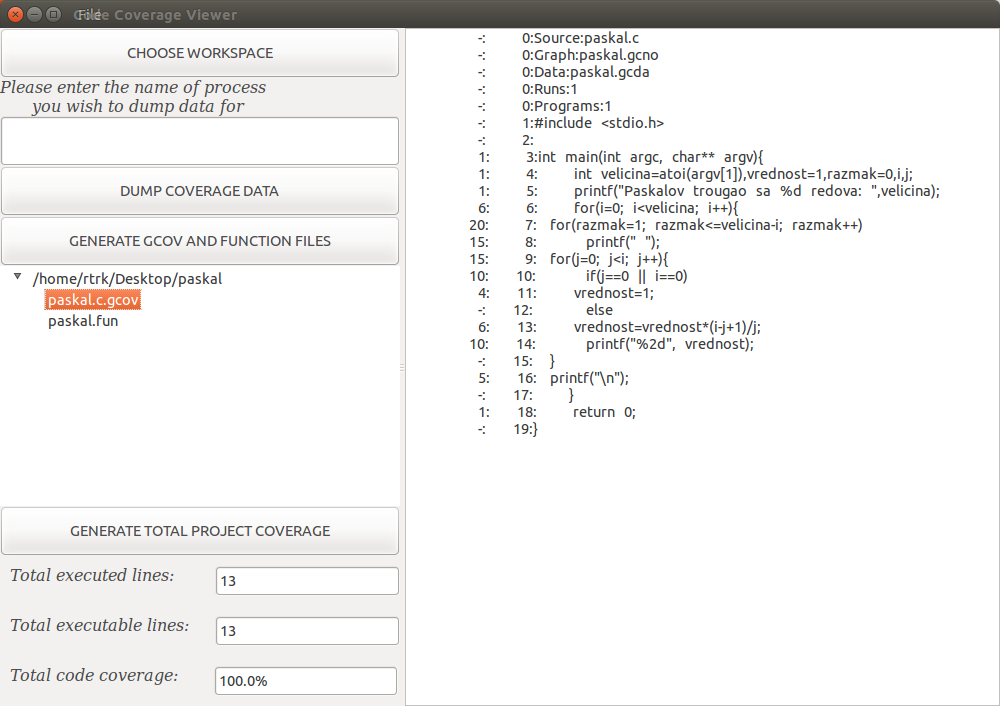 File Code Coverage Viewer
CHOOSE WORKSPACE
Please enter the name of process
you wish to dump data for
DUMP COVERAGE DATA
GENERATE GCOV AND FUNCTION FILES
/home/rtrk/Desktop/paskal
paskal.c.gcov
paskal.fun
GENERATE TOTAL PROJECT COVERAGE
Total executed lines: 13
Total executable lines: 13
Total code coverage: 100.0%
-: 0:Source:paskal.c
-: 0:Graph:paskal.gcno
-: 0:Data:paskal.gcda
-: 0:Runs:1
-: 0:Programs:1
-: 1:#include <stdio.h>
-: 2:
1: 3:int main(int argc, char** argv){
1: 4: int velicina=atoi(argv[1]),vrednost=1,razmak=0,i,j;
1: 5: printf("Paskalov trougao sa %d redova: ",velicina);
6: 6: for(i=0; i<velicina; i++){
20: 7: for(razmak=1; razmak<=velicina-i; razmak++)
15: 8: printf(" ");
15: 9: for(j=0; j<i; j++){
10: 10: if(j==0 || i==0)
4: 11: vrednost=1;
-: 12: else
6: 13: vrednost=vrednost*(i-j+1)/j;
10: 14: printf("%2d", vrednost);
-: 15: }
5: 16: printf("\n");
-: 17: }
1: 18: return 0;
-: 19:}